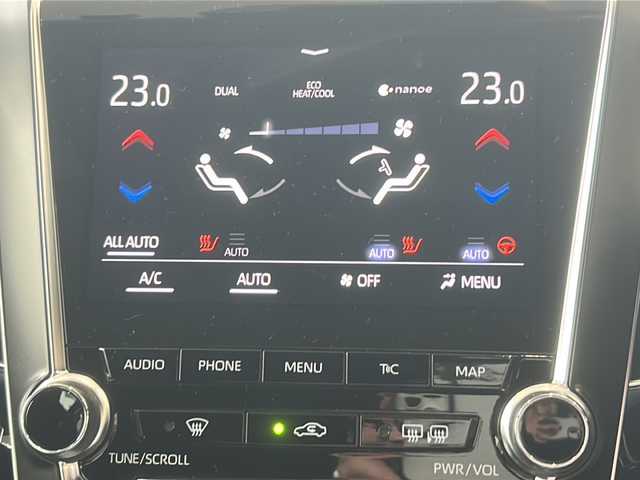 23.0 DUAL ECO HEAT/COOL nanoe 23.0
ALL AUTO AUTO AUTO AUTO
A/C AUTO OFF MENU
AUDIO PHONE MENU T/C MAP
TUNE/SCROLL PWR/VOL